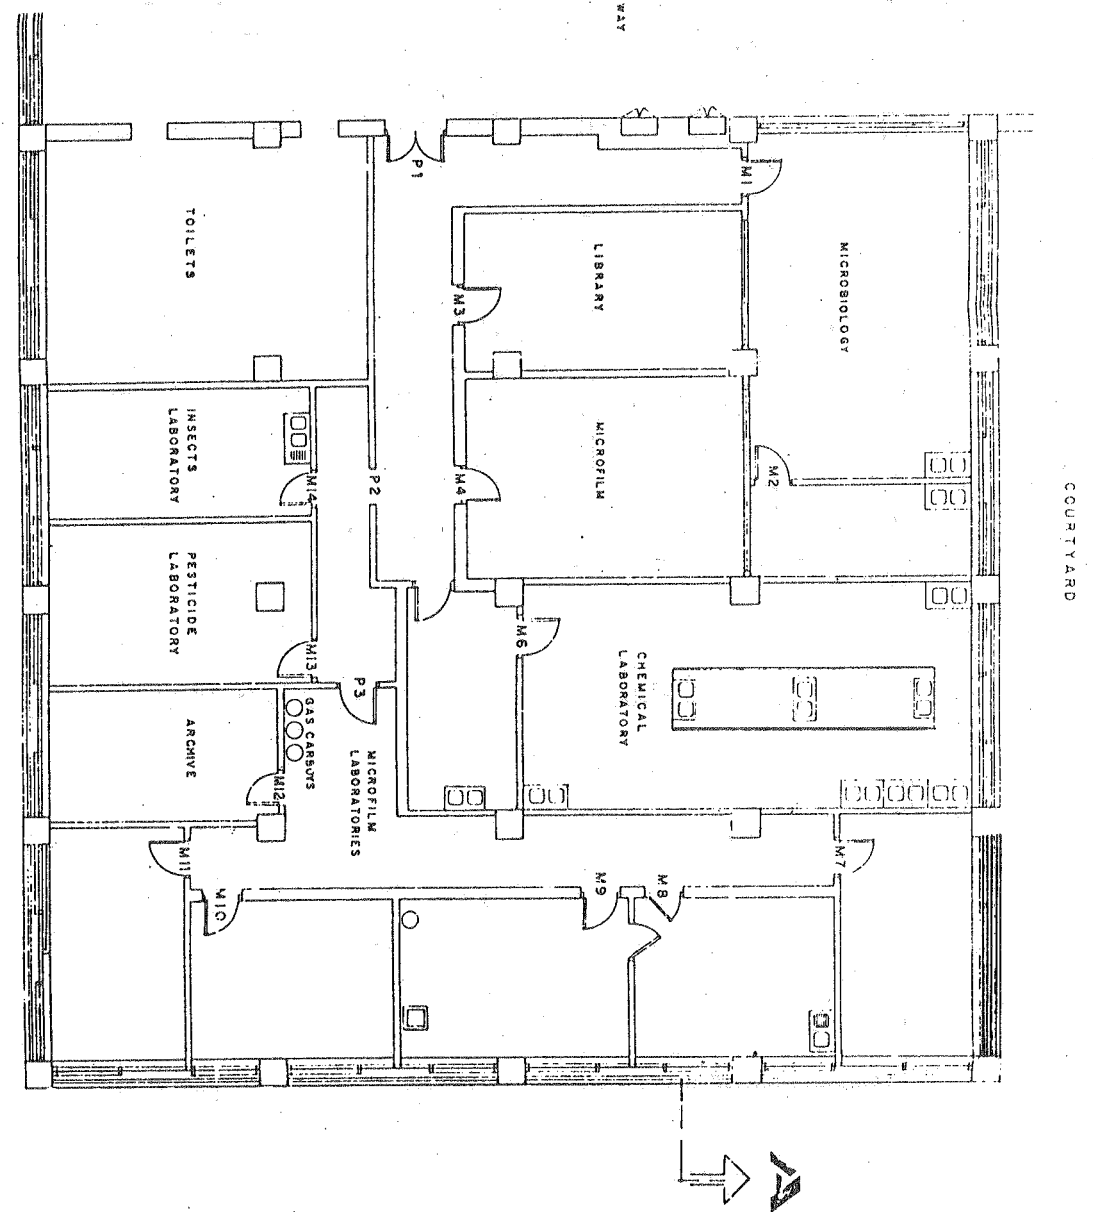 WAY
P1
M1
TOILETS
LIBRARY
MICROBIOLOGY
M3
INSECTS
LABORATORY
M14
P2
M4
MICROFILM
M2
COURTYARD
PESTICIDE
LABORATORY
M13
M6
CHEMICAL
LABORATORY
P3
ARCHIVE
GAS CARBOYS
M12
MICROFILM
LABORATORIES
M11
M10
M9
M8
M7
A